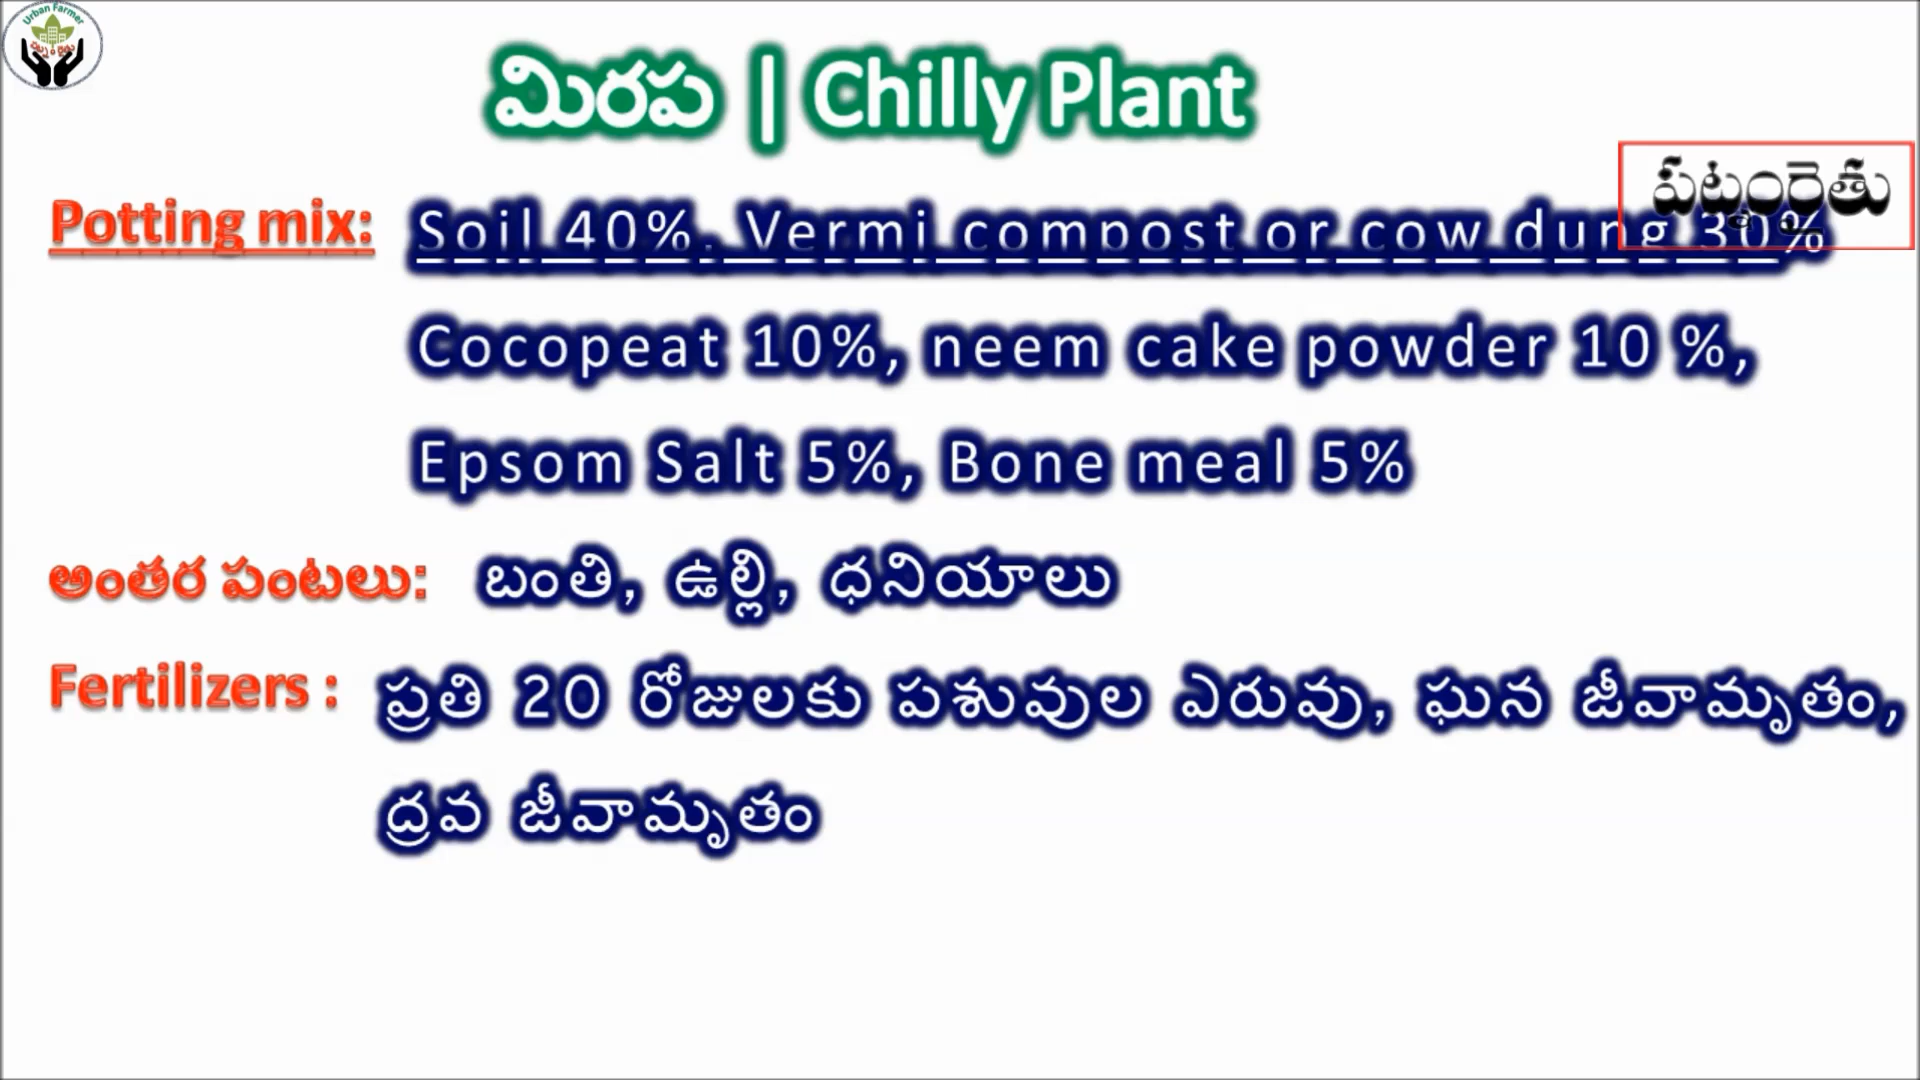 Urban Farmer
మిరప | Chilly Plant
పట్నంరైతు
Potting mix: Soil 40%, Vermi compost or cow dung 30%
Cocopeat 10%, neem cake powder 10 %,
Epsom Salt 5%, Bone meal 5%
అంతర పంటలు: బంతి, ఉల్లి, ధనియాలు
Fertilizers : ప్రతి 20 రోజులకు పశువుల ఎరువు, ఘన జీవామృతం,
ద్రవ జీవామృతం